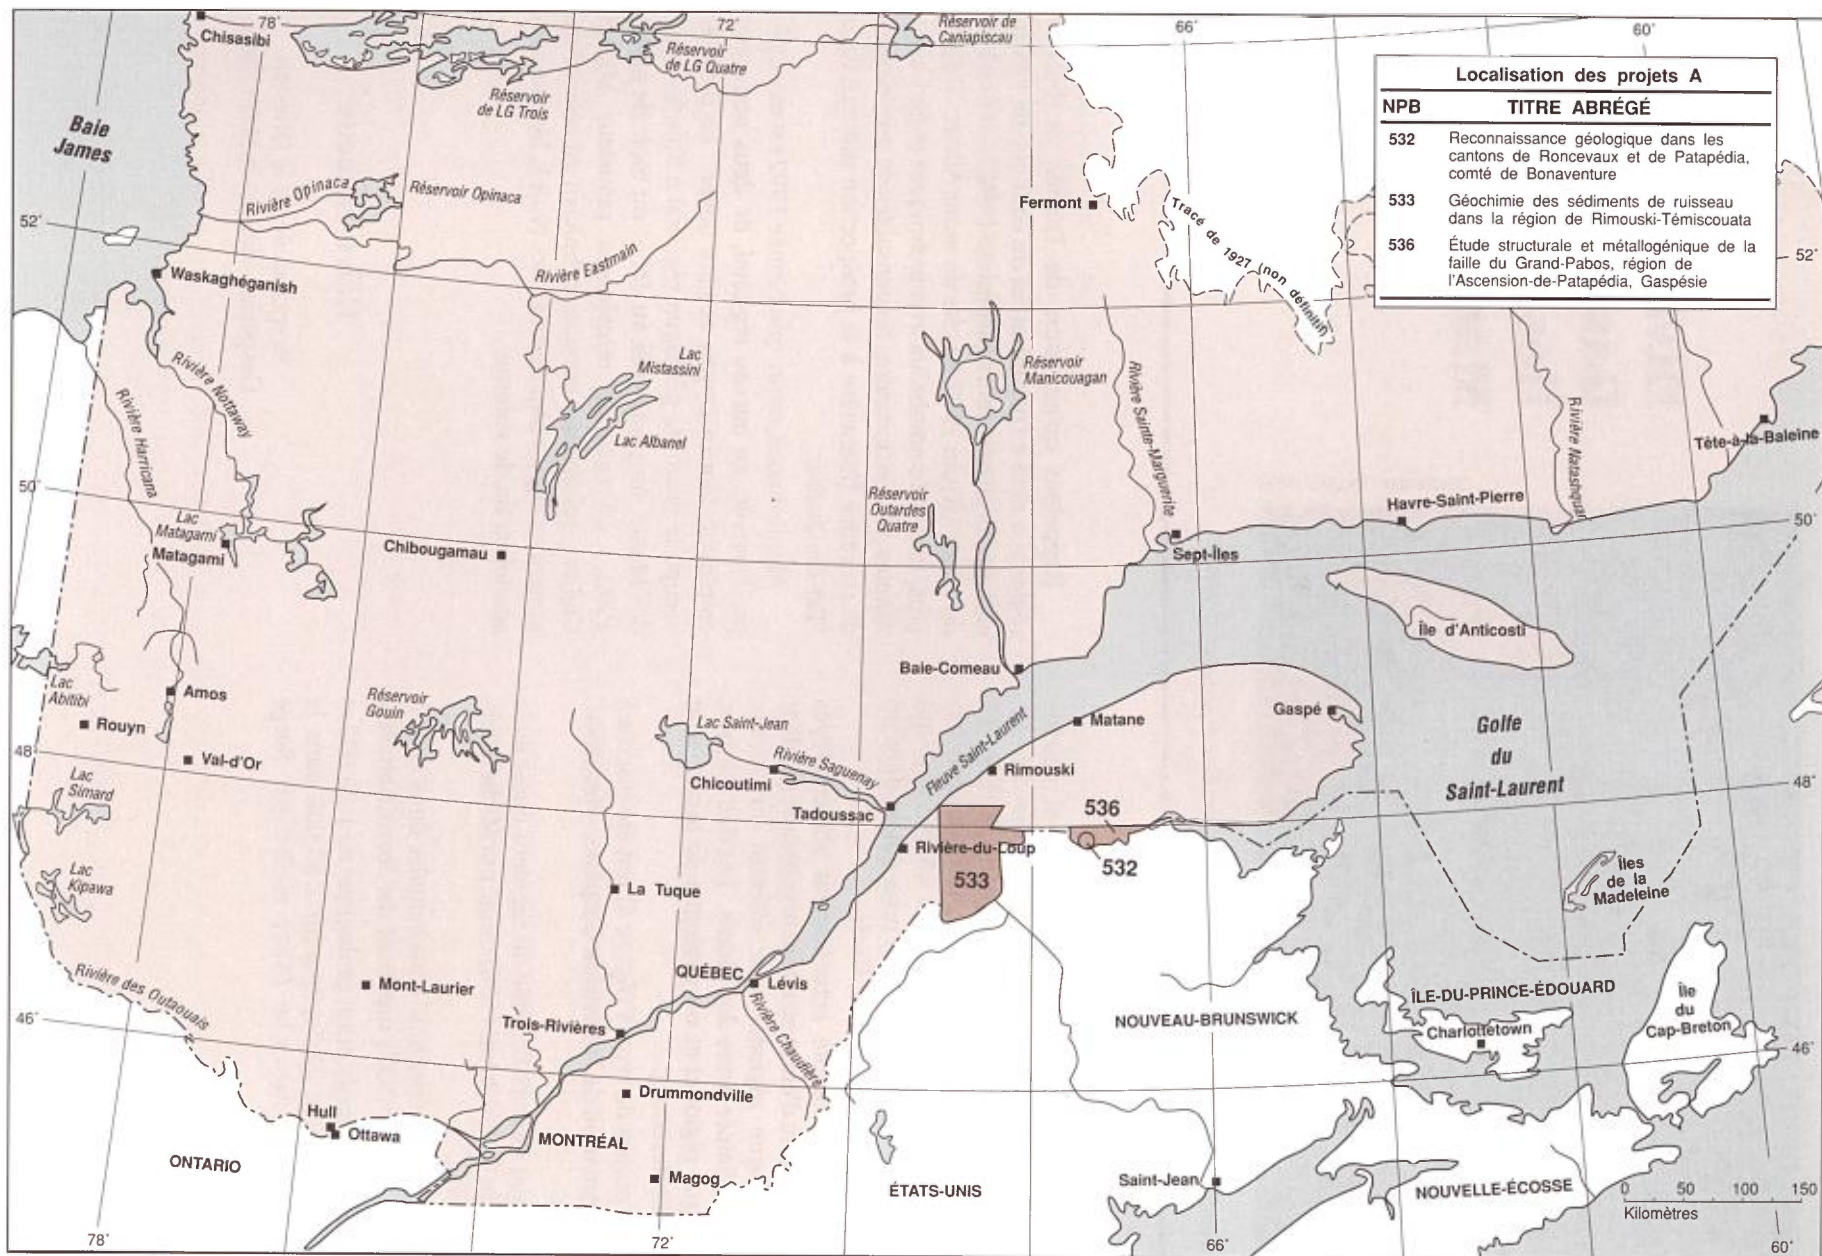 78°
72°
66°
60°
Chisasibi
Réservoir
de LG Trois
Réservoir
de LG Quatre
Réservoir de
Caniapiscau
Baie
James
Localisation des projets A
NPB TITRE ABRÉGÉ
532 Reconnaissance géologique dans les
cantons de Roncevaux et de Patapédia,
comté de Bonaventure
533 Géochimie des sédiments de ruisseau
dans la région de Rimouski-Témiscouata
536 Étude structurale et métallogénique de la
faille du Grand-Pabos, région de
l'Ascension-de-Patapédia, Gaspésie
Rivière Opinaca
Réservoir Opinaca
Fermont
Tracé de 1927 (non définitif)
52°
52°
Waskaghéganish
Rivière Eastmain
Rivière Nottaway
Rivière Harricana
Lac
Mistassini
Lac Albanel
Réservoir
Manicouagan
Rivière Sainte-Marguerite
Rivière Natashquan
Tête-à-la-Baleine
50°
50°
Lac
Matagami
Matagami
Chibougamau
Réservoir
Outardes
Quatre
Havre-Saint-Pierre
Sept-Îles
Île d'Anticosti
Baie-Comeau
Lac
Abitibi
Amos
Rouyn
Val-d'Or
Réservoir
Gouin
Lac Saint-Jean
Rivière Saguenay
Chicoutimi
Tadoussac
Fleuve Saint-Laurent
Matane
Rimouski
Gaspé
Golfe
du
Saint-Laurent
48°
48°
Lac
Simard
Lac
Kipawa
Rivière-du-Loup
533
536
532
La Tuque
Îles
de la
Madeleine
QUÉBEC
Lévis
Rivière Chaudière
Rivière des Outaouais
Mont-Laurier
Trois-Rivières
46°
46°
NOUVEAU-BRUNSWICK
ÎLE-DU-PRINCE-ÉDOUARD
Charlottetown
Île
du
Cap-Breton
Drummondville
Hull
Ottawa
MONTRÉAL
ONTARIO
Magog
ÉTATS-UNIS
Saint-Jean
NOUVELLE-ÉCOSSE
0 50 100 150
Kilomètres
78°
72°
66°
60°